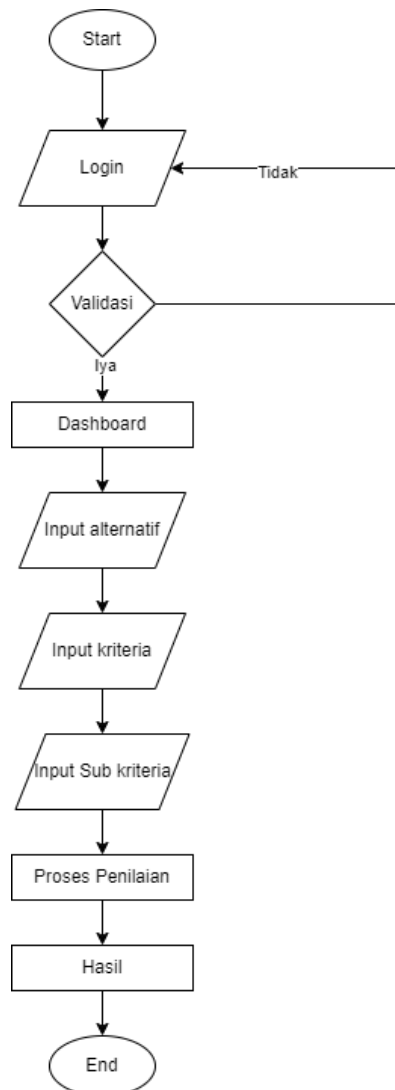 Start
Login
Tidak
Validasi
Iya
Dashboard
Input alternatif
Input kriteria
Input Sub kriteria
Proses Penilaian
Hasil
End